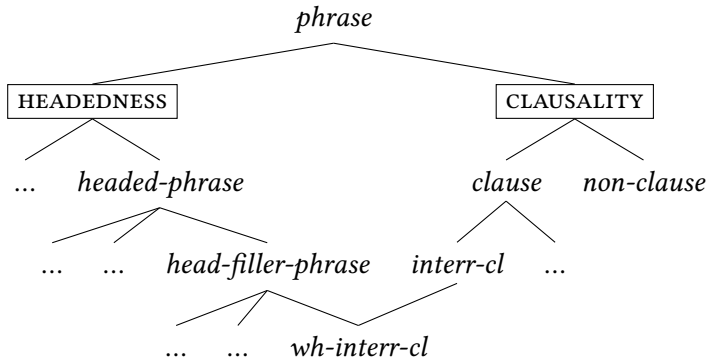 phrase
HEADEDNESS CLAUSALITY
... headed-phrase clause non-clause
... ... head-filler-phrase interr-cl ...
... ... wh-interr-cl